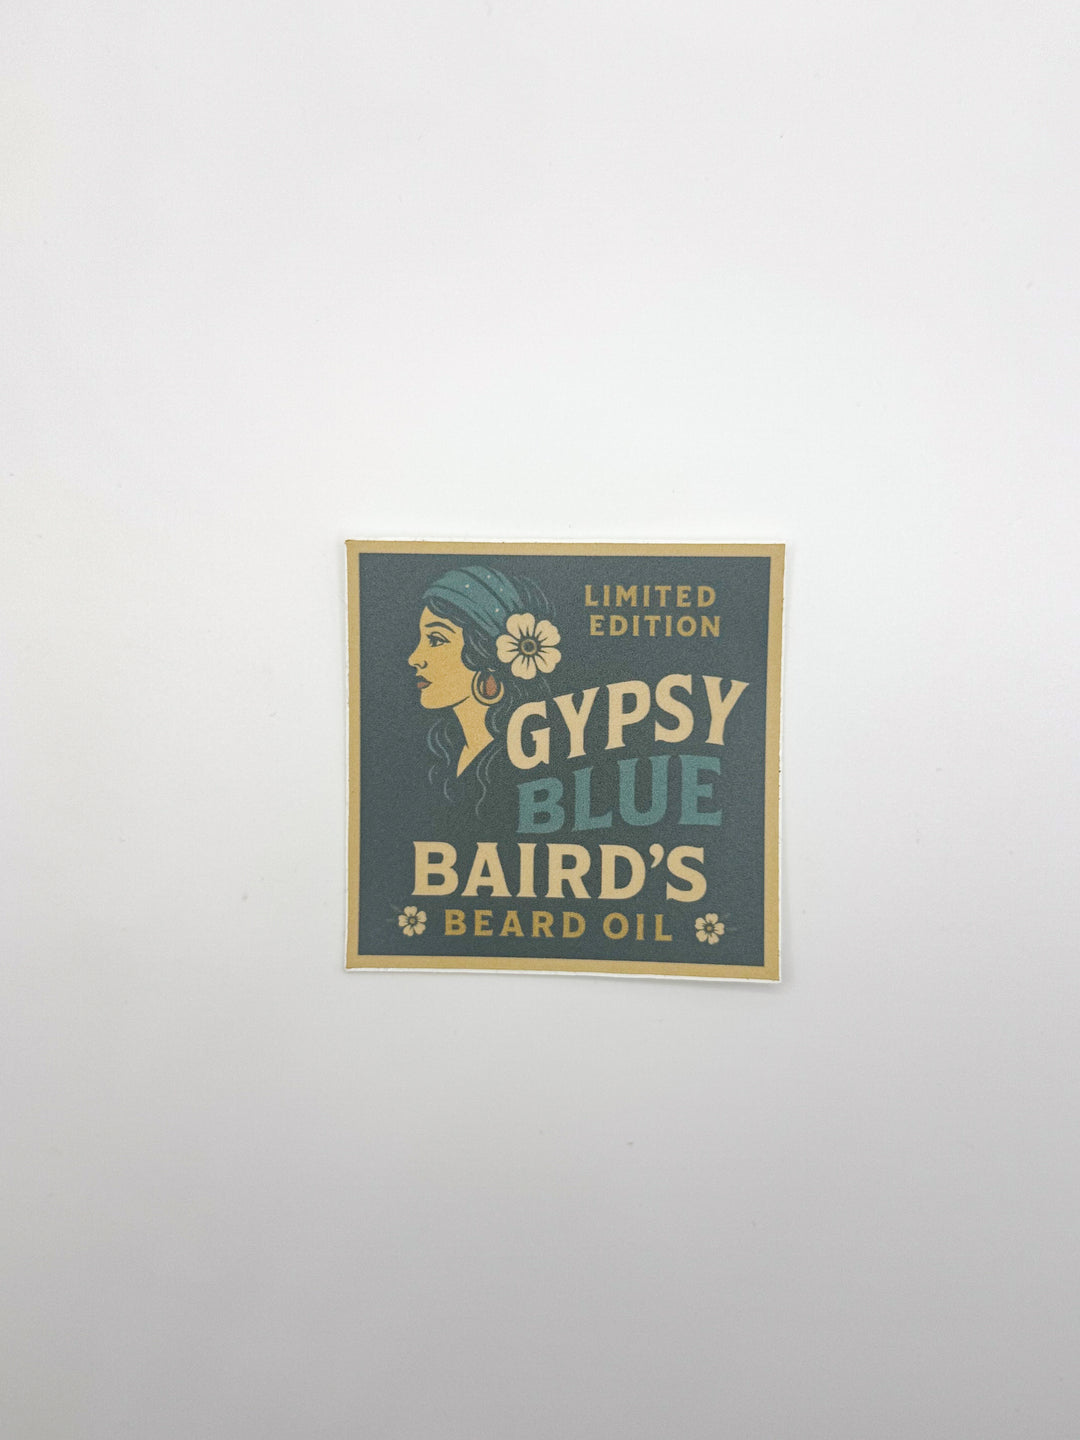 LIMITED
EDITION
GYPSY
BLUE
BAIRD'S
BEARD OIL